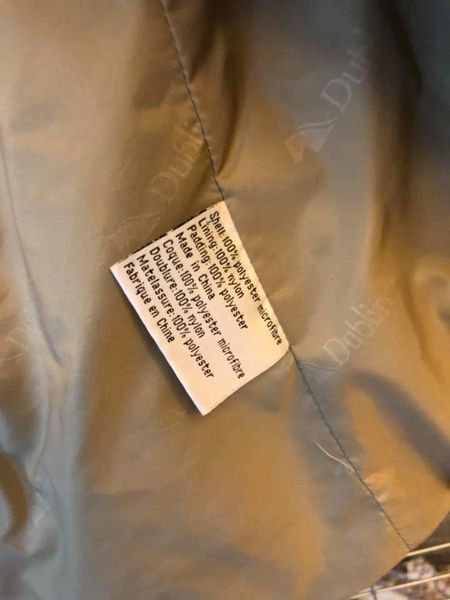 Dublin
Dublin
Shell:100% polyester microfibre
Lining:100% nylon
Padding:100% polyester
Made in China
Coque:100% polyester microfibre
Doublure:100% nylon
Matelassure:100% polyester
Fabrique en Chine
Dublin